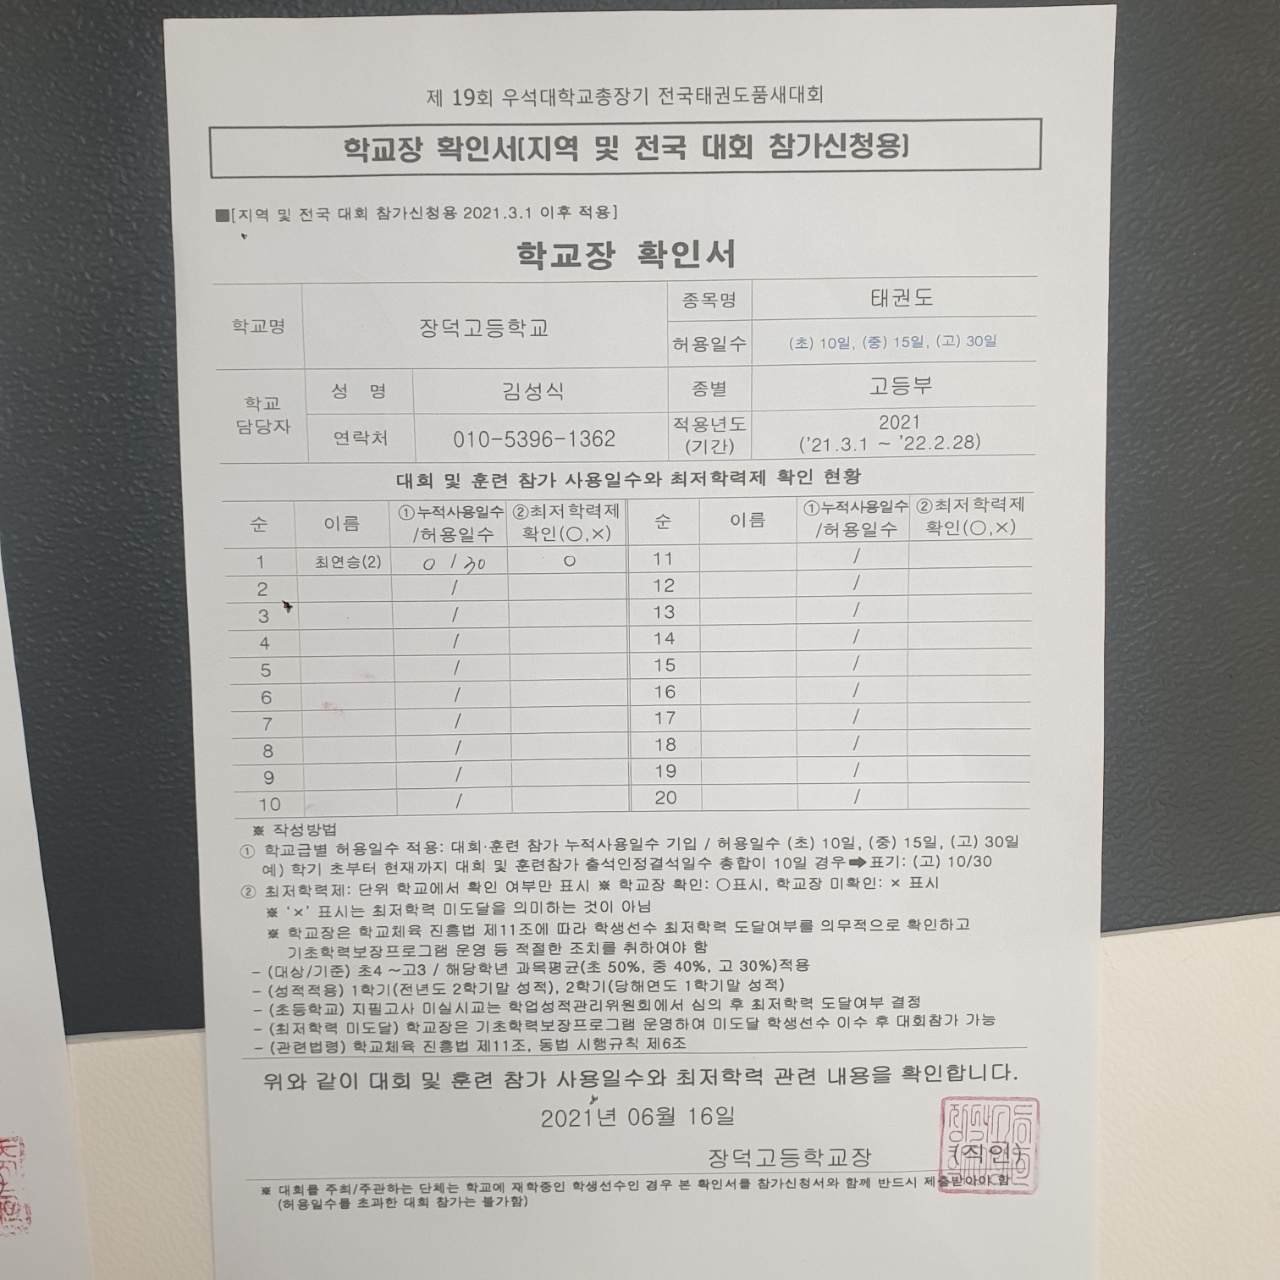 제 19회 우석대학교총장기 전국태권도품새대회
학교장 확인서(지역 및 전국 대회 참가신청용)
■[지역 및 전국 대회 참가신청용 2021.3.1 이후 적용]
학교장 확인서
학교명 장덕고등학교 종목명 태권도
허용일수 (초) 10일, (중) 15일, (고) 30일
학교 담당자 성 명 김성식 종별 고등부
연락처 010-5396-1362 적용년도 (기간) 2021 ('21.3.1 ~ '22.2.28)
대회 및 훈련 참가 사용일수와 최저학력제 확인 현황
순 이름 ①누적사용일수 /허용일수 ②최저학력제 확인(○,×) 순 이름 ①누적사용일수 /허용일수 ②최저학력제 확인(○,×)
1 최연승(2) 0 / 30 ○ 11 /
2 / 12 /
3 / 13 /
4 / 14 /
5 / 15 /
6 / 16 /
7 / 17 /
8 / 18 /
9 / 19 /
10 / 20 /
※ 작성방법
① 학교급별 허용일수 적용: 대회·훈련 참가 누적사용일수 기입 / 허용일수 (초) 10일, (중) 15일, (고) 30일
예) 학기 초부터 현재까지 대회 및 훈련참가 출석인정결석일수 총합이 10일 경우➡표기: (고) 10/30
② 최저학력제: 단위 학교에서 확인 여부만 표시 ※ 학교장 확인: ○표시, 학교장 미확인: × 표시
※ '×' 표시는 최저학력 미도달을 의미하는 것이 아님
※ 학교장은 학교체육 진흥법 제11조에 따라 학생선수 최저학력 도달여부를 의무적으로 확인하고
기초학력보장프로그램 운영 등 적절한 조치를 취하여야 함
- (대상/기준) 초4 ~고3 / 해당학년 과목평균(초 50%, 중 40%, 고 30%)적용
- (성적적용) 1학기(전년도 2학기말 성적), 2학기(당해연도 1학기말 성적)
- (초등학교) 지필고사 미실시교는 학업성적관리위원회에서 심의 후 최저학력 도달여부 결정
- (최저학력 미도달) 학교장은 기초학력보장프로그램 운영하여 미도달 학생선수 이수 후 대회참가 가능
- (관련법령) 학교체육 진흥법 제11조, 동법 시행규칙 제6조
위와 같이 대회 및 훈련 참가 사용일수와 최저학력 관련 내용을 확인합니다.
2021년 06월 16일
장덕고등학교장 (직인)
※ 대회를 주최/주관하는 단체는 학교에 재학중인 학생선수인 경우 본 확인서를 참가신청서와 함께 반드시 제출받아야 함
(허용일수를 초과한 대회 참가는 불가함)